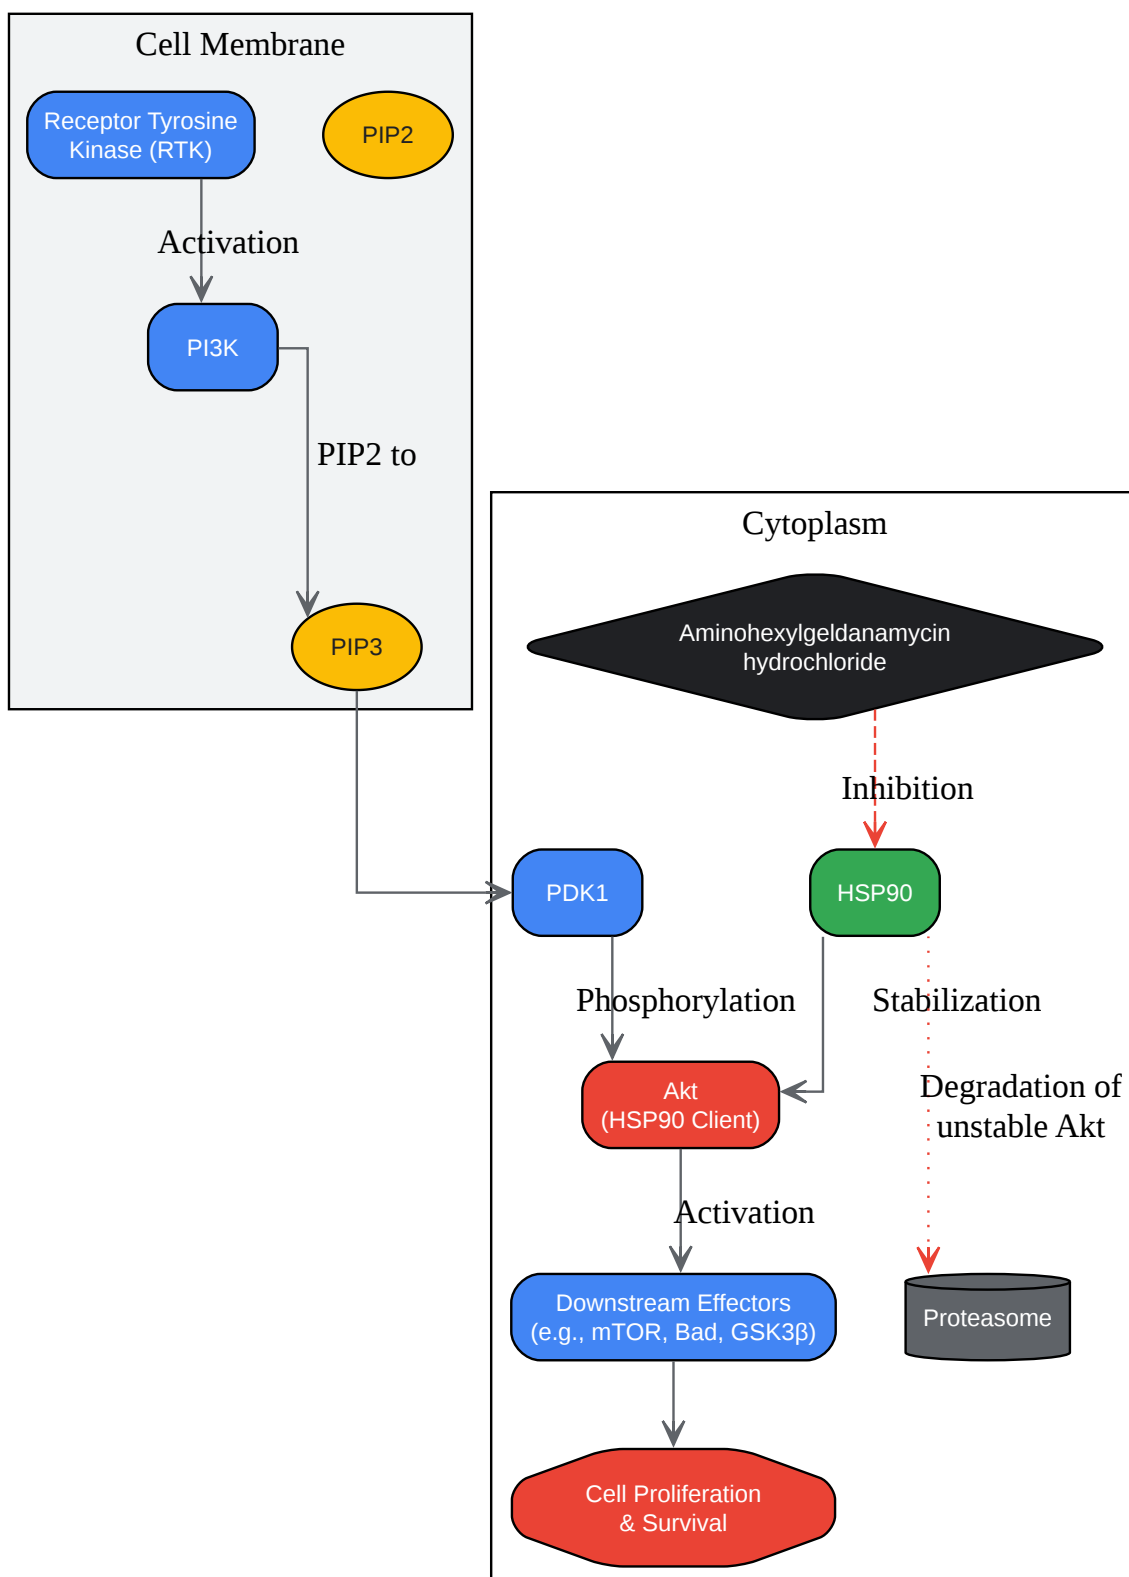 Cell Membrane
Receptor Tyrosine
Kinase (RTK)
PIP2
Activation
PI3K
PIP2 to
PIP3
Cytoplasm
Aminohexylgeldanamycin
hydrochloride
Inhibition
PDK1
HSP90
Phosphorylation
Stabilization
Akt
(HSP90 Client)
Degradation of
unstable Akt
Activation
Downstream Effectors
(e.g., mTOR, Bad, GSK3β)
Proteasome
Cell Proliferation
& Survival